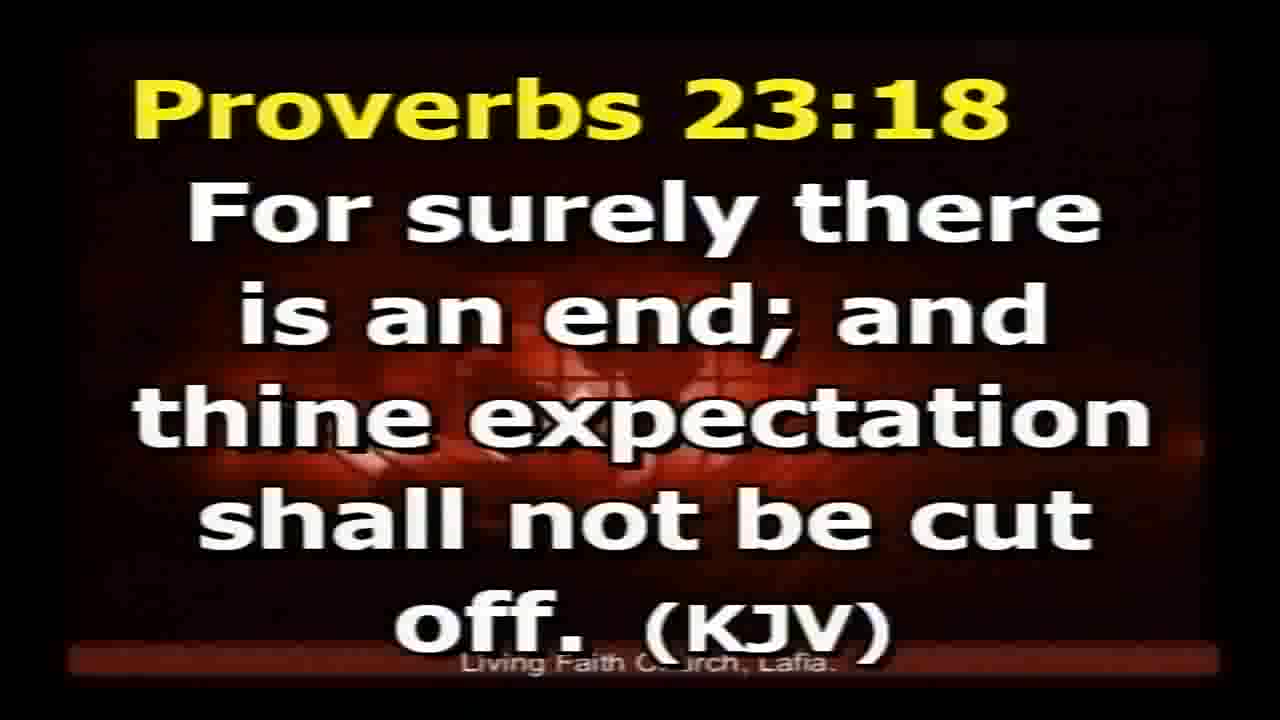 Proverbs 23:18
For surely there
is an end; and
thine expectation
shall not be cut
off. (KJV)
Living Faith Church, Lafia.